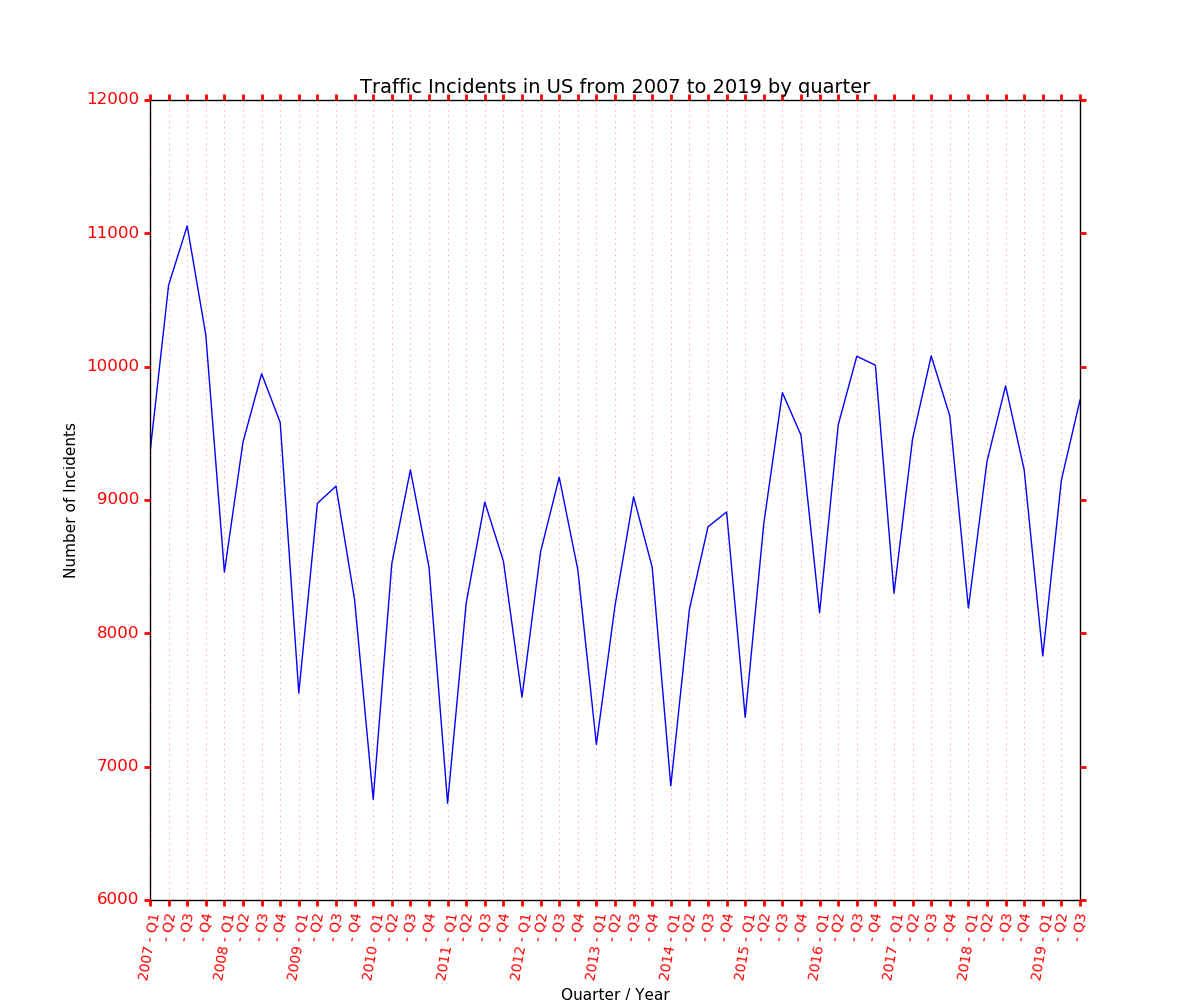 Traffic Incidents in US from 2007 to 2019 by quarter
12000
11000
10000
9000
8000
7000
6000
Number of Incidents
2007 - Q1
- Q2
- Q3
- Q4
2008 - Q1
- Q2
- Q3
- Q4
2009 - Q1
- Q2
- Q3
- Q4
2010 - Q1
- Q2
- Q3
- Q4
2011 - Q1
- Q2
- Q3
- Q4
2012 - Q1
- Q2
- Q3
- Q4
2013 - Q1
- Q2
- Q3
- Q4
2014 - Q1
- Q2
- Q3
- Q4
2015 - Q1
- Q2
- Q3
- Q4
2016 - Q1
- Q2
- Q3
- Q4
2017 - Q1
- Q2
- Q3
- Q4
2018 - Q1
- Q2
- Q3
- Q4
2019 - Q1
- Q2
- Q3
Quarter / Year